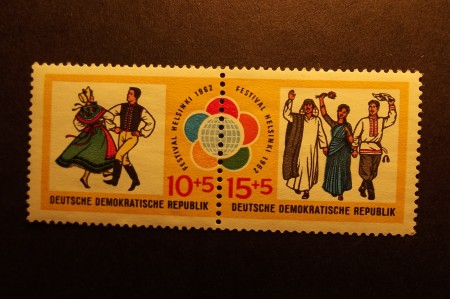 FESTIVAL HELSINKI 1962
FESTIVAL HELSINKI 1962
10+5
15+5
DEUTSCHE DEMOKRATISCHE REPUBLIK
DEUTSCHE DEMOKRATISCHE REPUBLIK